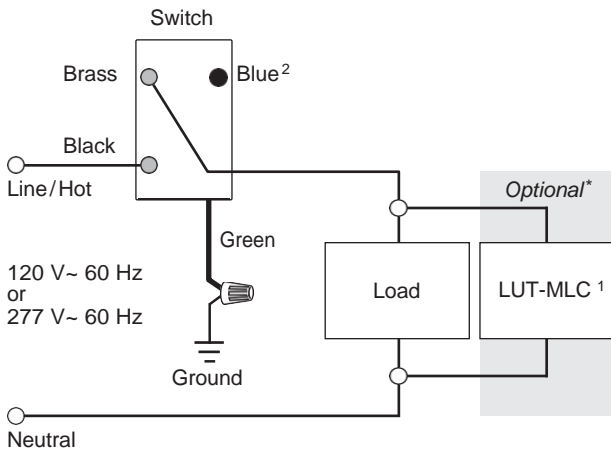 Switch
Brass
Blue²
Black
Line/Hot
Optional*
Green
120 V~ 60 Hz
or
277 V~ 60 Hz
Load
LUT-MLC ¹
Ground
Neutral